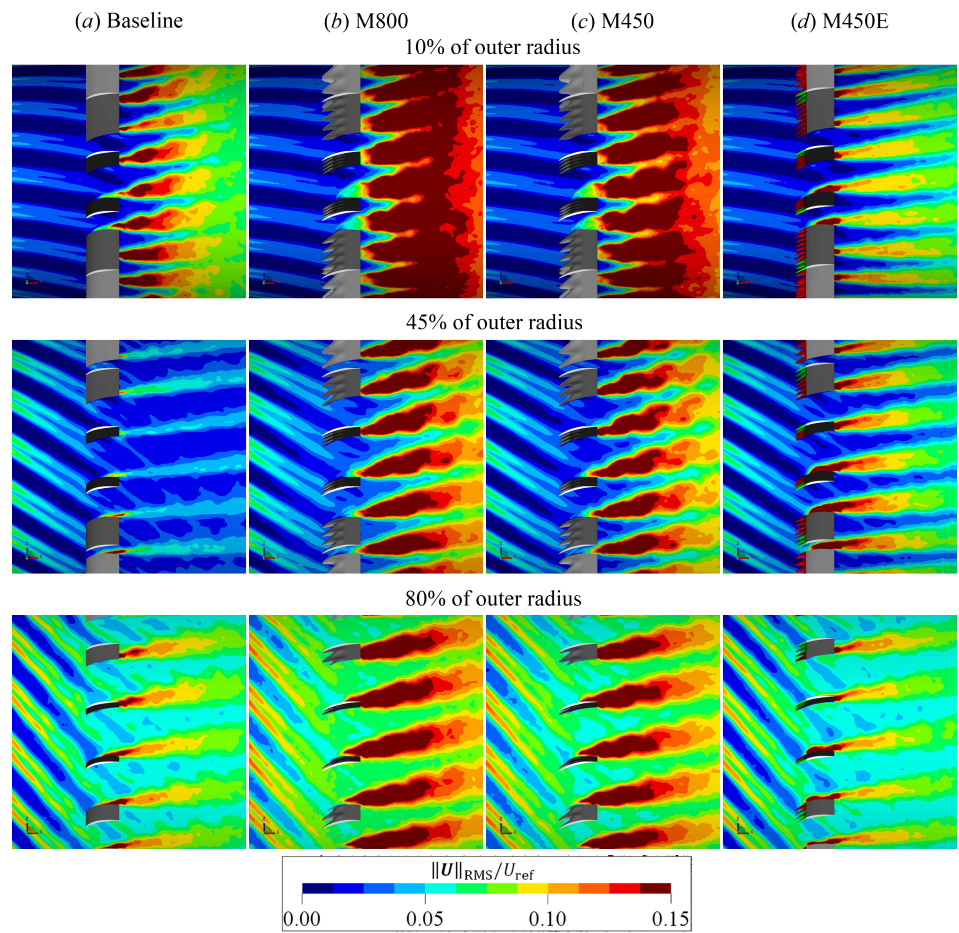 (a) Baseline (b) M800 (c) M450 (d) M450E
10% of outer radius
45% of outer radius
80% of outer radius
‖U‖RMS/Uref
0.00 0.05 0.10 0.15